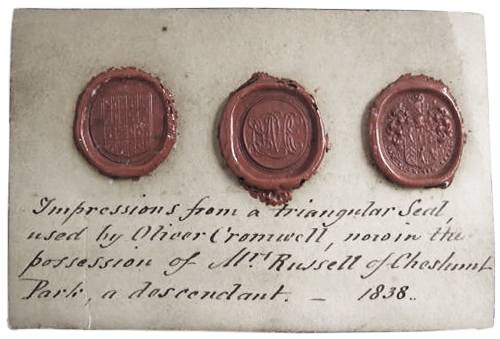 Impressions from a triangular Seal,
used by Oliver Cromwell, now in the
possession of Mrs Russell of Cheshunt
Park, a descendant. — 1838.